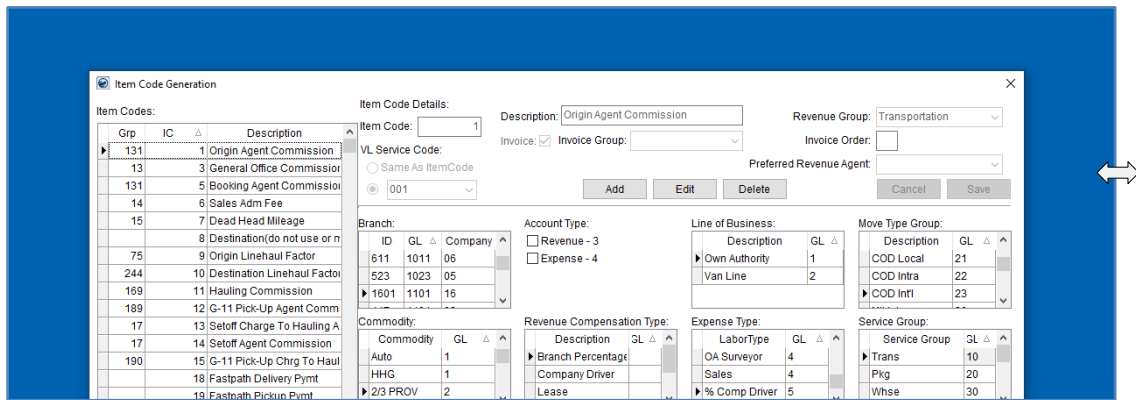 Item Code Generation
Item Codes:
Grp IC Description
131 1 Origin Agent Commission
13 3 General Office Commission
131 5 Booking Agent Commission
14 6 Sales Adm Fee
15 7 Dead Head Mileage
8 Destination(do not use or m
75 9 Origin Linehaul Factor
244 10 Destination Linehaul Factor
169 11 Hauling Commission
189 12 G-11 Pick-Up Agent Comm
17 13 Setoff Charge To Hauling A
17 14 Setoff Agent Commission
190 15 G-11 Pick-Up Chrg To Haul
18 Fastpath Delivery Pymt
19 Fastpath Pickup Pymt
Item Code Details:
Item Code: 1
Description: Origin Agent Commission
Revenue Group: Transportation
Invoice: Invoice Group:
Invoice Order:
VL Service Code:
Same As ItemCode
001
Preferred Revenue Agent:
Add Edit Delete Cancel Save
Branch:
ID GL Company
611 1011 06
523 1023 05
1601 1101 16
Account Type:
Revenue - 3
Expense - 4
Line of Business:
Description GL
Own Authority 1
Van Line 2
Move Type Group:
Description GL
COD Local 21
COD Intra 22
COD Int'l 23
Commodity:
Commodity GL
Auto 1
HHG 1
2/3 PROV 2
Revenue Compensation Type:
Description GL
Branch Percentage
Company Driver
Lease
Expense Type:
LaborType GL
OA Surveyor 4
Sales 4
% Comp Driver 5
Service Group:
Service Group GL
Trans 10
Pkg 20
Whse 30